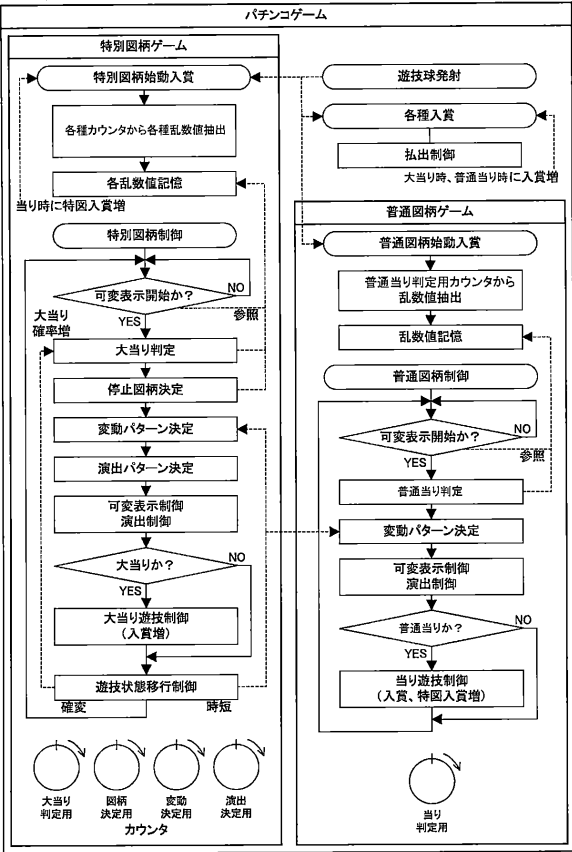 パチンコゲーム
特別図柄ゲーム
特別図柄始動入賞
各種カウンタから各種乱数値抽出
各乱数値記憶
当り時に特図入賞増
特別図柄制御
可変表示開始か?
NO
YES
参照
大当り
確率増
大当り判定
停止図柄決定
変動パターン決定
演出パターン決定
可変表示制御
演出制御
大当りか?
NO
YES
大当り遊技制御
(入賞増)
遊技状態移行制御
確変
時短
大当り
判定用
図柄
決定用
変動
決定用
演出
決定用
カウンタ
遊技球発射
各種入賞
払出制御
大当り時、普通当り時に入賞増
普通図柄ゲーム
普通図柄始動入賞
普通当り判定用カウンタから
乱数値抽出
乱数値記憶
普通図柄制御
可変表示開始か?
NO
YES
参照
普通当り判定
変動パターン決定
可変表示制御
演出制御
普通当りか?
NO
YES
当り遊技制御
(入賞、特図入賞増)
当り
判定用